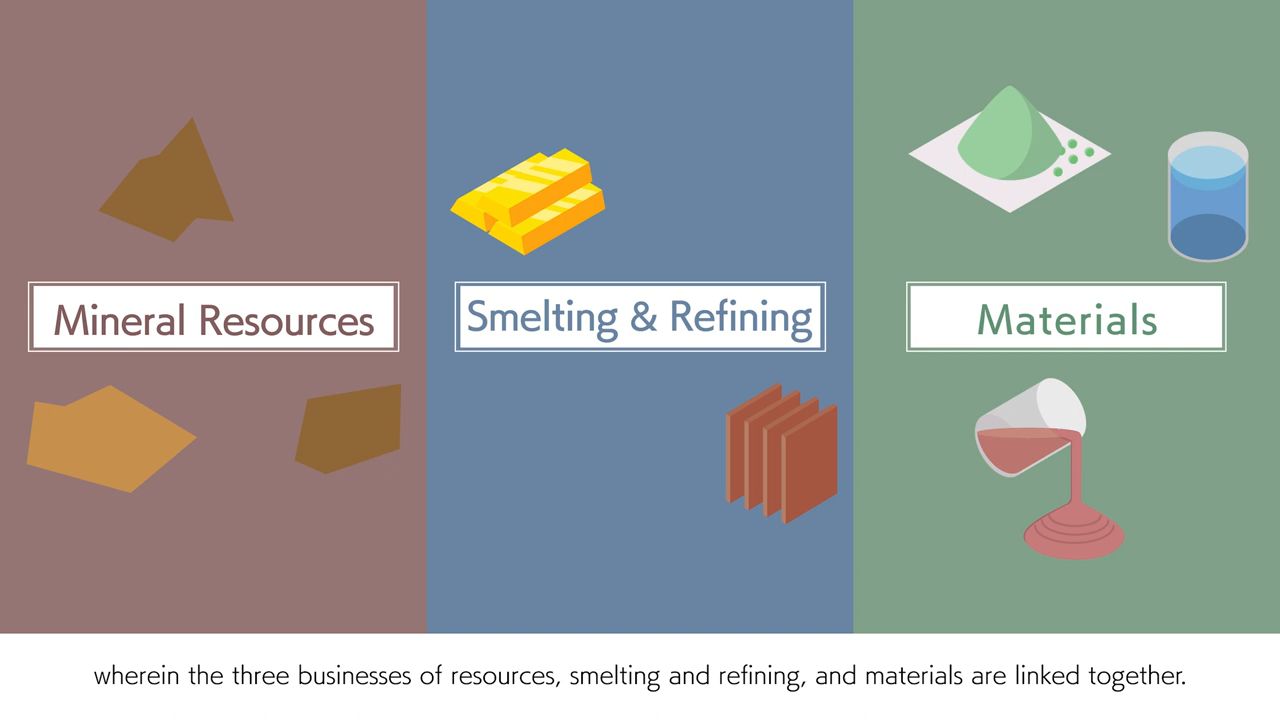 Mineral Resources
Smelting & Refining
Materials
wherein the three businesses of resources, smelting and refining, and materials are linked together.